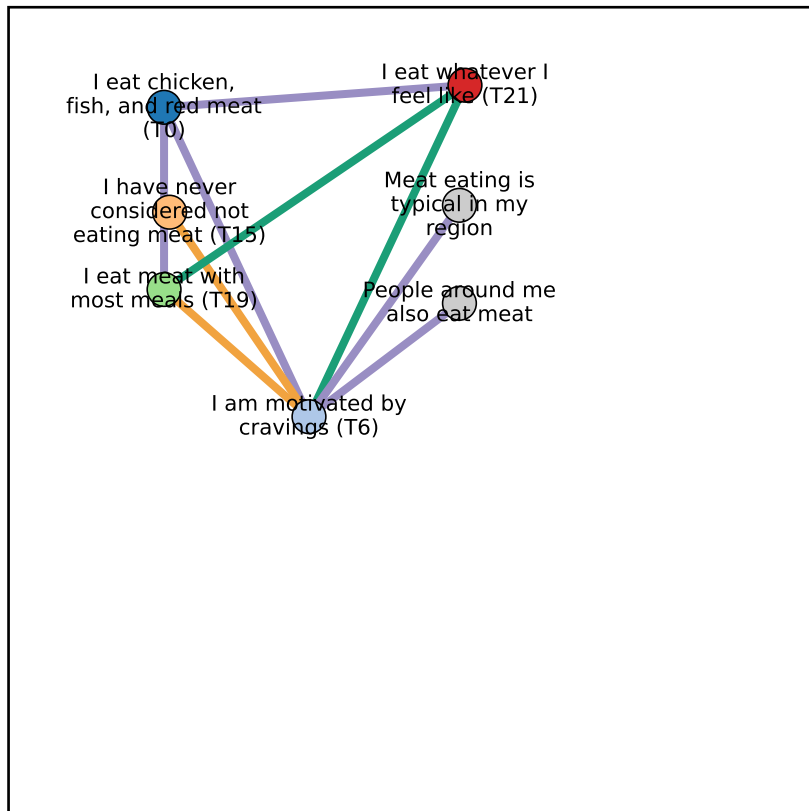 I eat chicken,
fish, and red meat
(T0)
I eat whatever I
feel like (T21)
I have never
considered not
eating meat (T15)
Meat eating is
typical in my
region
I eat meat with
most meals (T19)
People around me
also eat meat
I am motivated by
cravings (T6)